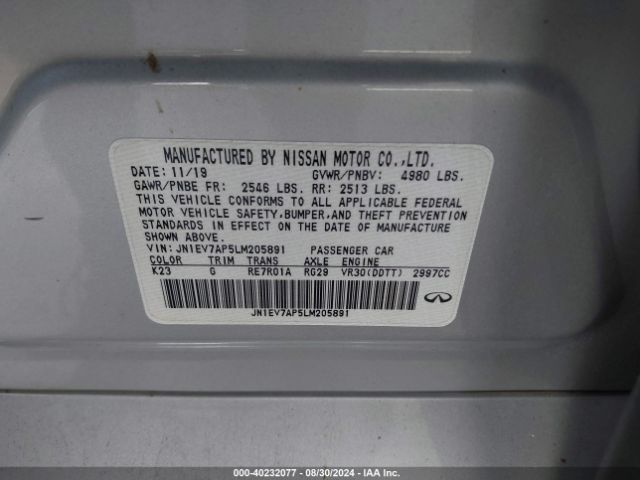 MANUFACTURED BY NISSAN MOTOR CO.,LTD.
DATE: 11/19 GVWR/PNBV: 4980 LBS.
GAWR/PNBE FR: 2546 LBS. RR: 2513 LBS.
THIS VEHICLE CONFORMS TO ALL APPLICABLE FEDERAL
MOTOR VEHICLE SAFETY,BUMPER,AND THEFT PREVENTION
STANDARDS IN EFFECT ON THE DATE OF MANUFACTURE
SHOWN ABOVE.
VIN: JN1EV7AP5LM205891 PASSENGER CAR
COLOR TRIM TRANS AXLE ENGINE
K23 G RE7R01A RG29 VR30(DDTT) 2997CC
JN1EV7AP5LM205891
000-40232077 - 08/30/2024 - IAA Inc.